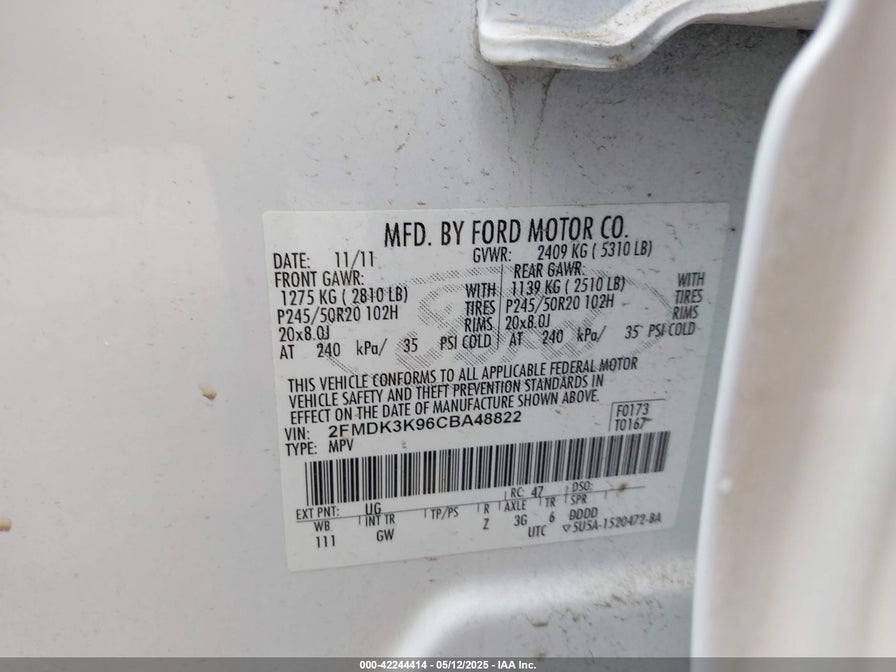 MFD. BY FORD MOTOR CO.
DATE: 11/11 GVWR: 2409 KG ( 5310 LB)
FRONT GAWR: REAR GAWR:
1275 KG ( 2810 LB) WITH 1139 KG ( 2510 LB) WITH
P245/50R20 102H TIRES P245/50R20 102H TIRES
20x8.0J RIMS 20x8.0J RIMS
AT 240 kPa/ 35 PSI COLD AT 240 kPa/ 35 PSI COLD
THIS VEHICLE CONFORMS TO ALL APPLICABLE FEDERAL MOTOR
VEHICLE SAFETY AND THEFT PREVENTION STANDARDS IN
EFFECT ON THE DATE OF MANUFACTURE SHOWN ABOVE.
VIN: 2FMDK3K96CBA48822 F0173
TYPE: MPV T0167
RC: 47 DSO:
EXT PNT: UG
WB INT TR TP/PS R AXLE TR SPR
111 GW Z 3G 6 DDDD
UTC ▽5U5A-1520472-BA
000-42244414 - 05/12/2025 - IAA Inc.